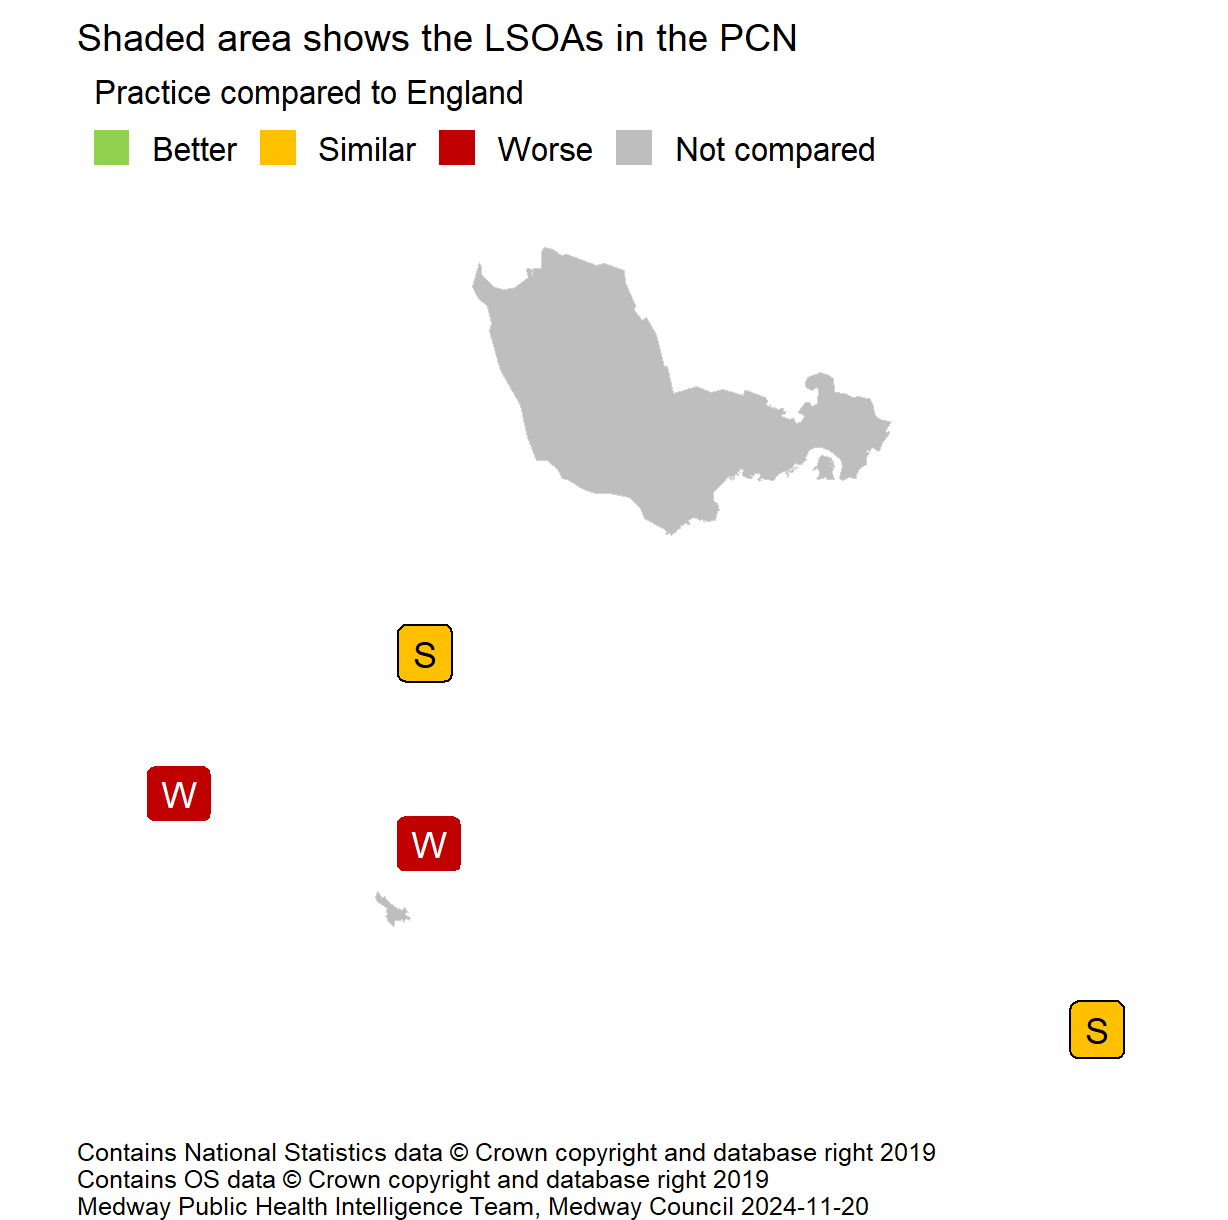 Shaded area shows the LSOAs in the PCN
Practice compared to England
Better Similar Worse Not compared
S
W
W
S
Contains National Statistics data © Crown copyright and database right 2019
Contains OS data © Crown copyright and database right 2019
Medway Public Health Intelligence Team, Medway Council 2024-11-20